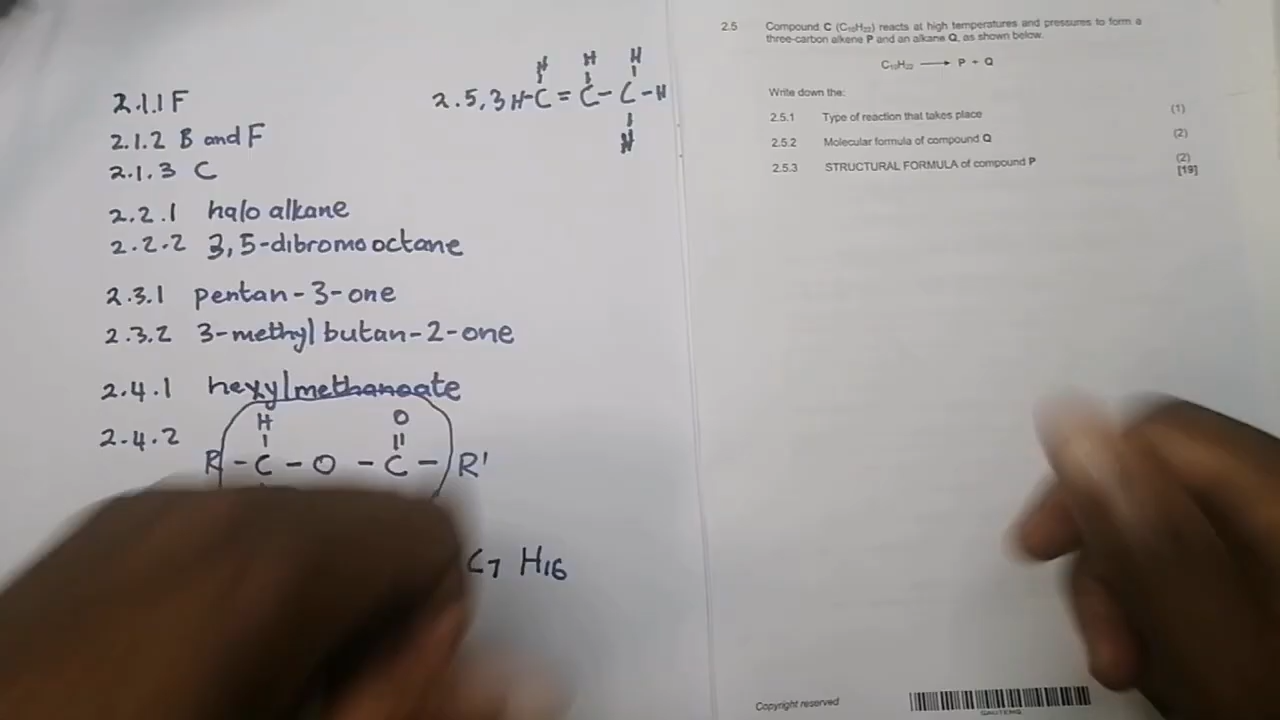 2.1.1 F
2.1.2 B and F
2.1.3 C
2.2.1 halo alkane
2.2.2 3,5-dibromooctane
2.3.1 pentan-3-one
2.3.2 3-methyl butan-2-one
2.4.1 hexyl methanoate
2.4.2
H O
R - C - O - C - R'
C7 H16
H H H
2.5,3 H-C = C - C - H
H
2.5 Compound C (C10H22) reacts at high temperatures and pressures to form a
three-carbon alkene P and an alkane Q, as shown below.
C10H22 → P + Q
Write down the:
2.5.1 Type of reaction that takes place (1)
2.5.2 Molecular formula of compound Q (2)
2.5.3 STRUCTURAL FORMULA of compound P (2)
[19]
Copyright reserved